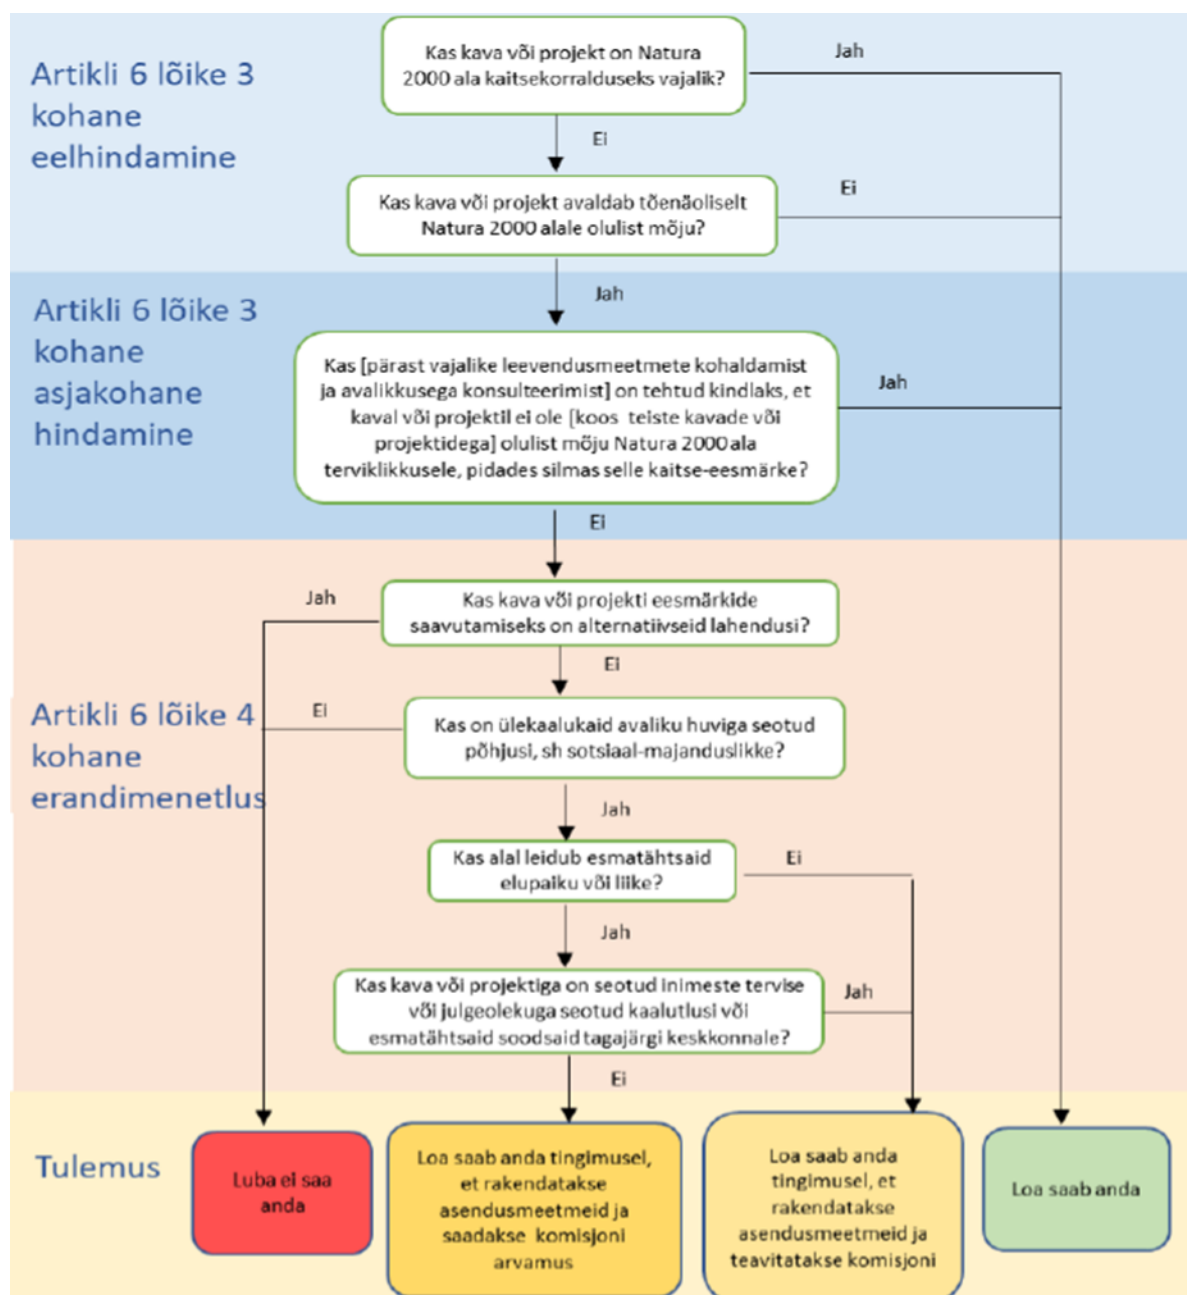 Artikli 6 lõike 3
kohane
eelhindamine
Kas kava või projekt on Natura
2000 ala kaitsekorralduseks vajalik?
Jah
Ei
Kas kava või projekt avaldab tõenäoliselt
Natura 2000 alale olulist mõju?
Ei
Jah
Artikli 6 lõike 3
kohane
asjakohane
hindamine
Kas [pärast vajalike leevendusmeetmete kohaldamist
ja avalikkusega konsulteerimist] on tehtud kindlaks, et
kaval või projektil ei ole [koos teiste kavade või
projektidega] olulist mõju Natura 2000 ala
terviklikkusele, pidades silmas selle kaitse-eesmärke?
Jah
Ei
Artikli 6 lõike 4
kohane
erandimenetlus
Jah
Kas kava või projekti eesmärkide
saavutamiseks on alternatiivseid lahendusi?
Ei
Ei
Kas on ülekaalukaid avaliku huviga seotud
põhjusi, sh sotsiaal-majanduslikke?
Jah
Kas alal leidub esmatähtsaid
elupaiku või liike?
Ei
Jah
Kas kava või projektiga on seotud inimeste tervise
või julgeolekuga seotud kaalutlusi või
esmatähtsaid soodsaid tagajärgi keskkonnale?
Jah
Ei
Tulemus
Luba ei saa
anda
Loa saab anda tingimusel,
et rakendatakse
asendusmeetmeid ja
saadakse komisjoni
arvamus
Loa saab anda
tingimusel, et
rakendatakse
asendusmeetmeid ja
teavitatakse komisjoni
Loa saab anda